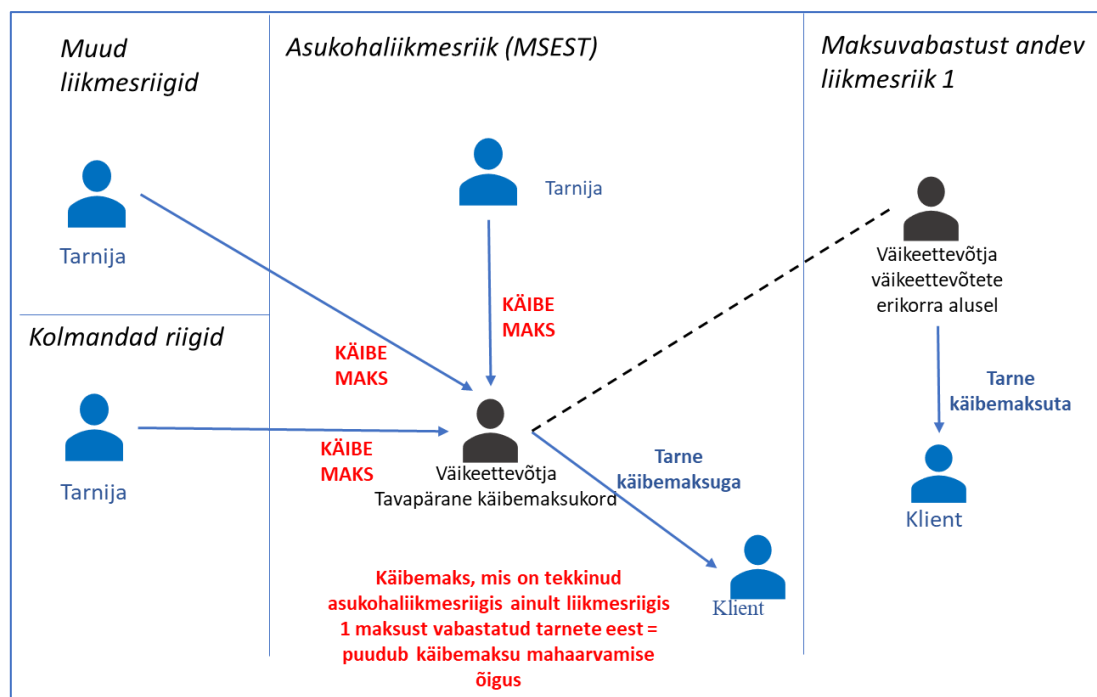 Muud
liikmesriigid
Tarnija
Kolmandad riigid
Tarnija
Asukohaliikmesriik (MSEST)
Tarnija
KÄIBE
MAKS
KÄIBE
MAKS
KÄIBE
MAKS
Väikeettevõtja
Tavapärane käibemaksukord
Tarne
käibemaksuga
Klient
Käibemaks, mis on tekkinud
asukohaliikmesriigis ainult liikmesriigis
1 maksust vabastatud tarnete eest =
puudub käibemaksu mahaarvamise
õigus
Maksuvabastust andev
liikmesriik 1
Väikeettevõtja
väikeettevõtete
erikorra alusel
Tarne
käibemaksuta
Klient